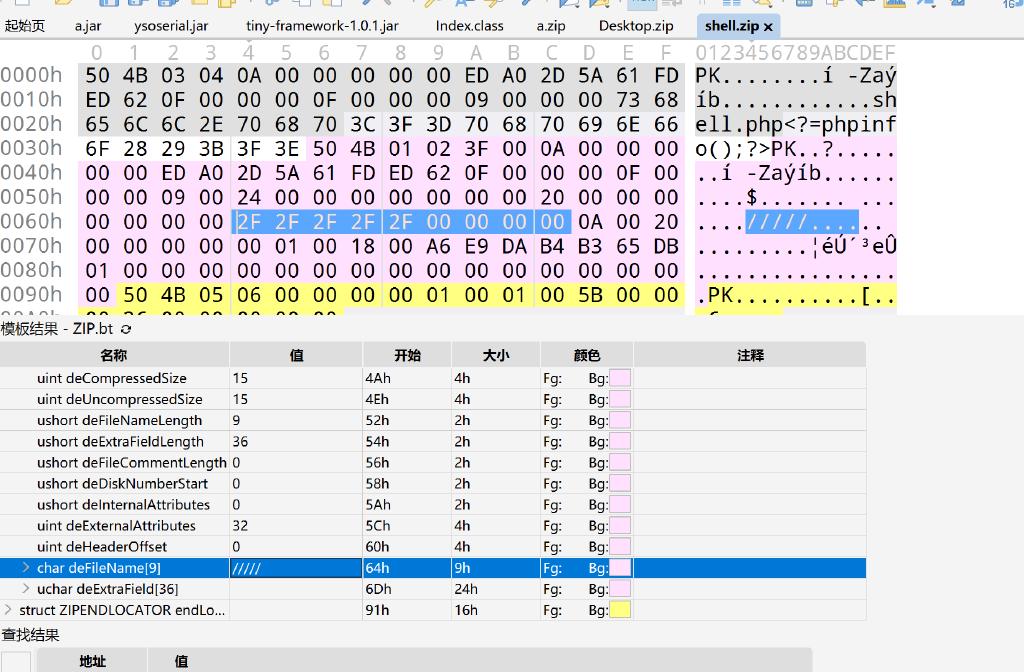 起始页 a.jar ysoserial.jar tiny-framework-1.0.1.jar Index.class a.zip Desktop.zip shell.zip ×
0 1 2 3 4 5 6 7 8 9 A B C D E F 0123456789ABCDEF
0000h 50 4B 03 04 0A 00 00 00 00 00 ED A0 2D 5A 61 FD PK........í -Zaý
0010h ED 62 0F 00 00 00 0F 00 00 00 09 00 00 00 73 68 íb............sh
0020h 65 6C 6C 2E 70 68 70 3C 3F 3D 70 68 70 69 6E 66 ell.php<?=phpinf
0030h 6F 28 29 3B 3F 3E 50 4B 01 02 3F 00 0A 00 00 00 o();?>PK..?.....
0040h 00 00 ED A0 2D 5A 61 FD ED 62 0F 00 00 00 0F 00 ..í -Zaýíb......
0050h 00 00 09 00 24 00 00 00 00 00 00 00 20 00 00 00 ....$....... ...
0060h 00 00 00 00 2F 2F 2F 2F 2F 00 00 00 00 0A 00 20 ..../////...... 
0070h 00 00 00 00 00 01 00 18 00 A6 E9 DA B4 B3 65 DB .........¦éÚ´³eÛ
0080h 01 00 00 00 00 00 00 00 00 00 00 00 00 00 00 00 ................
0090h 00 50 4B 05 06 00 00 00 00 01 00 01 00 5B 00 00 .PK..........[..
模板结果 - ZIP.bt
名称 值 开始 大小 颜色 注释
uint deCompressedSize 15 4Ah 4h Fg: Bg:
uint deUncompressedSize 15 4Eh 4h Fg: Bg:
ushort deFileNameLength 9 52h 2h Fg: Bg:
ushort deExtraFieldLength 36 54h 2h Fg: Bg:
ushort deFileCommentLength 0 56h 2h Fg: Bg:
ushort deDiskNumberStart 0 58h 2h Fg: Bg:
ushort deInternalAttributes 0 5Ah 2h Fg: Bg:
uint deExternalAttributes 32 5Ch 4h Fg: Bg:
uint deHeaderOffset 0 60h 4h Fg: Bg:
> char deFileName[9] ///// 64h 9h Fg: Bg:
> uchar deExtraField[36] 6Dh 24h Fg: Bg:
> struct ZIPENDLOCATOR endLo... 91h 16h Fg: Bg:
查找结果
地址 值